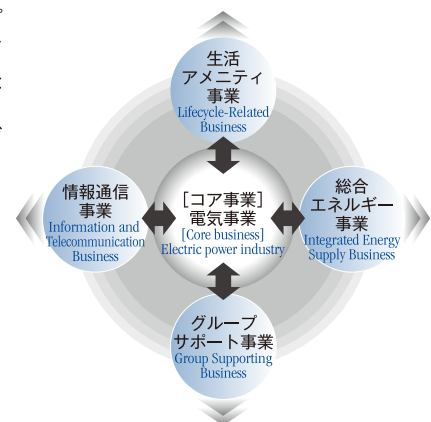 生活
アメニティ
事業
Lifecycle-Related
Business
情報通信
事業
Information and
Telecommunication
Business
[コア事業]
電気事業
[Core business]
Electric power industry
総合
エネルギー
事業
Integrated Energy
Supply Business
グループ
サポート事業
Group Supporting
Business